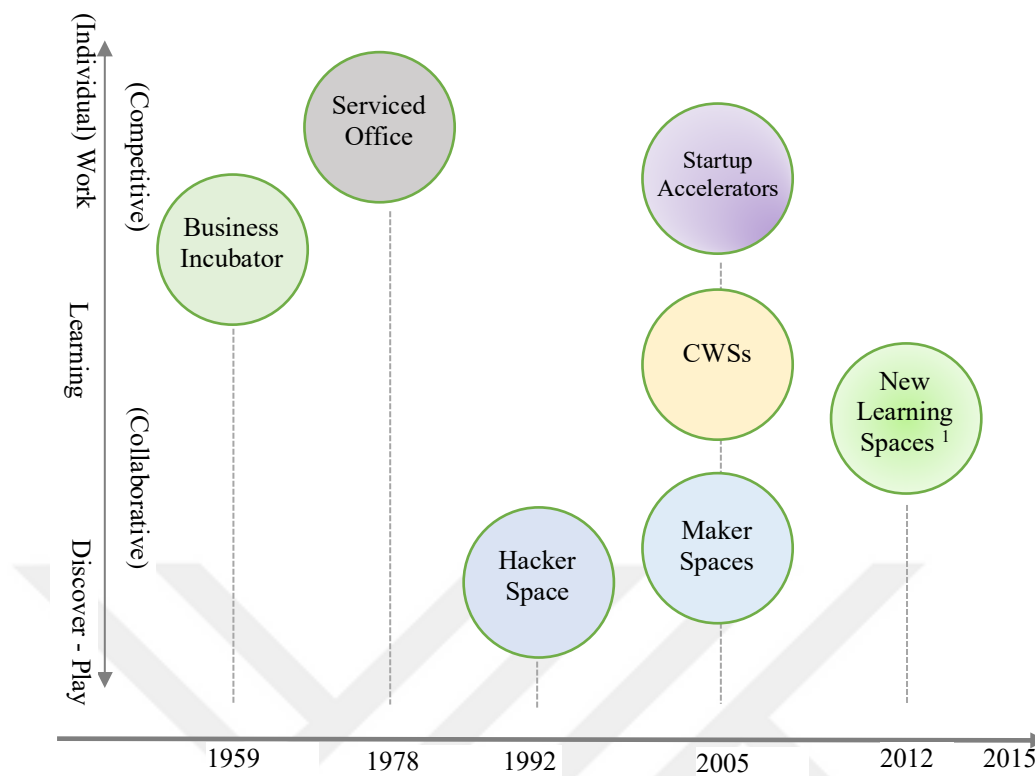 (Individual) Work
(Competitive)
Learning
(Collaborative)
Discover - Play
Serviced
Office
Startup
Accelerators
Business
Incubator
CWSs
New
Learning
Spaces ¹
Maker
Spaces
Hacker
Space
1959
1978
1992
2005
2012
2015